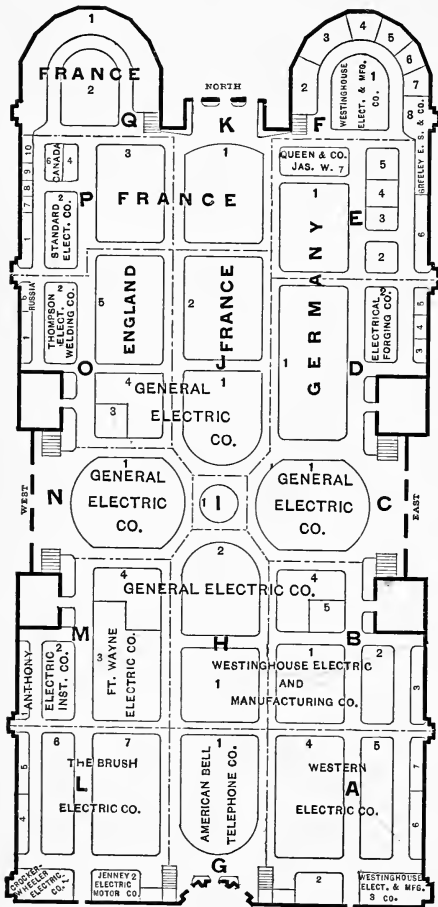 1
FRANCE
2
Q
NORTH
K
F
1
2
3
4
5
6
7
8
WESTINGHOUSE
ELECT. & MFG.
CO.
GREELEY E. S. & CO.
10
9
8
7
1
6
CANADA
4
P
2
STANDARD
ELECT. CO.
3
1
FRANCE
QUEEN & CO.
JAS. W. 7
1
5
4
3
2
E
6
GERMANY
RUSSIA
6
1
2
THOMPSON
ELECT.
WELDING CO.
O
5
ENGLAND
2
FRANCE
J
1
D
2
ELECTRICAL
FORGING CO.
5
4
1
3
4
3
1
GENERAL
ELECTRIC
CO.
WEST
N
1
GENERAL
ELECTRIC
CO.
1
I
1
GENERAL
ELECTRIC
CO.
C
EAST
4
2
4
5
GENERAL ELECTRIC CO.
M
H
B
ANTHONY
1
2
ELECTRIC
INST. CO.
3
FT. WAYNE
ELECTRIC CO.
1
1
2
3
WESTINGHOUSE ELECTRIC
AND
MANUFACTURING CO.
5
4
6
7
THE BRUSH
L
ELECTRIC CO.
1
AMERICAN BELL
TELEPHONE CO.
4
5
WESTERN
A
ELECTRIC CO.
7
6
G
CROCKER-
WHEELER
ELECTRIC
CO. 1
JENNEY 2
ELECTRIC
MOTOR CO.
2
WESTINGHOUSE
ELECT. & MFG.
3 CO.